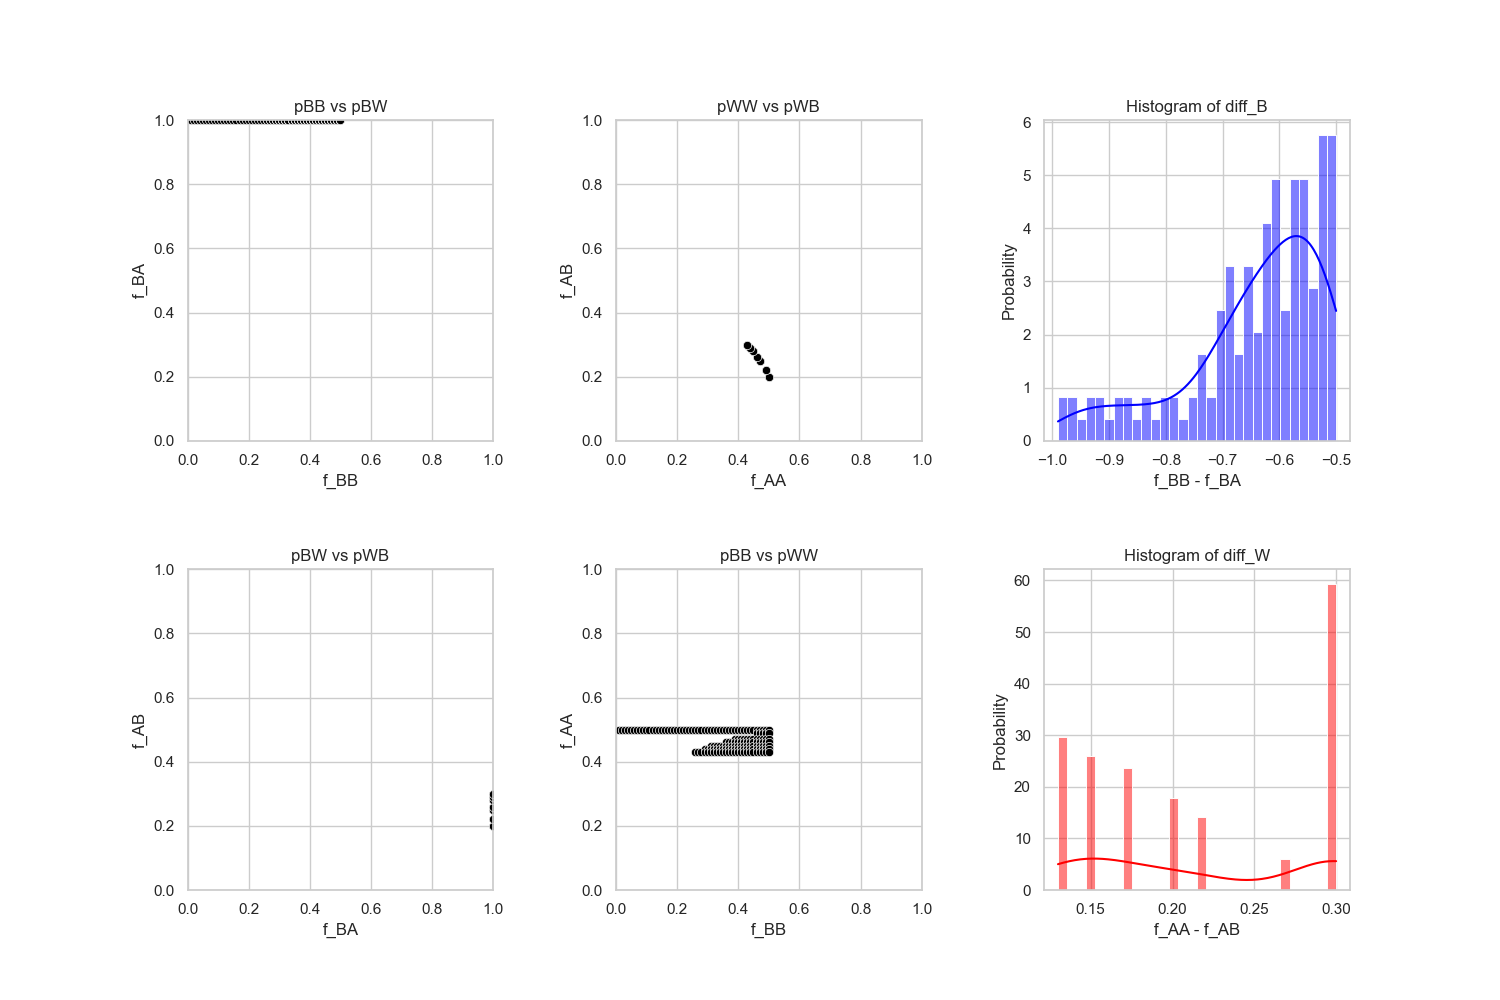 pBB vs pBW
1.0
0.8
0.6
0.4
0.2
0.0
f_BA
0.0 0.2 0.4 0.6 0.8 1.0
f_BB
pWW vs pWB
1.0
0.8
0.6
0.4
0.2
0.0
f_AB
0.0 0.2 0.4 0.6 0.8 1.0
f_AA
Histogram of diff_B
6
5
4
3
2
1
0
Probability
−1.0 −0.9 −0.8 −0.7 −0.6 −0.5
f_BB - f_BA
pBW vs pWB
1.0
0.8
0.6
0.4
0.2
0.0
f_AB
0.0 0.2 0.4 0.6 0.8 1.0
f_BA
pBB vs pWW
1.0
0.8
0.6
0.4
0.2
0.0
f_AA
0.0 0.2 0.4 0.6 0.8 1.0
f_BB
Histogram of diff_W
60
50
40
30
20
10
0
Probability
0.15 0.20 0.25 0.30
f_AA - f_AB